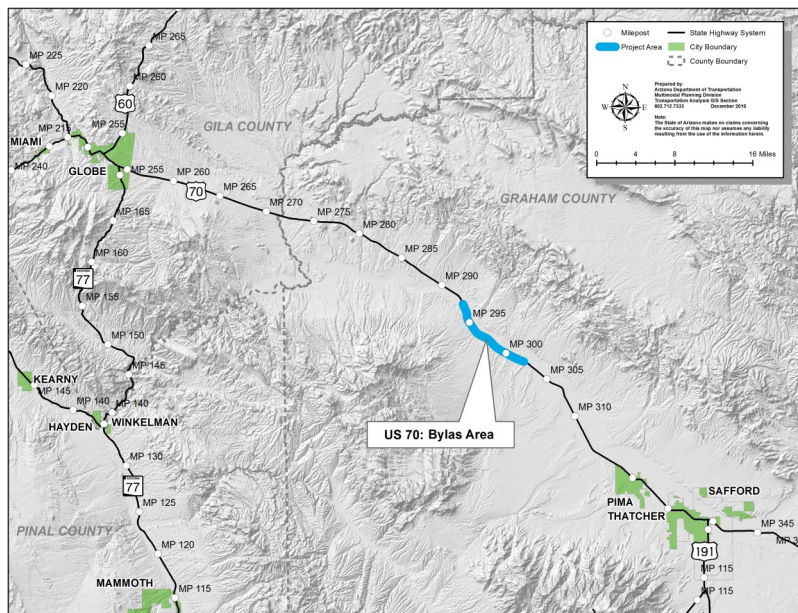 MP 265
MP 225
MP 260
MP 220
60
GILA COUNTY
MP 215
MP 255
MIAMI
MP 240
GLOBE
MP 255
MP 260
70
MP 265
MP 270
MP 275
MP 280
MP 285
MP 290
MP 295
MP 300
MP 305
MP 310
GRAHAM COUNTY
MP 165
MP 160
77
MP 155
MP 150
MP 145
KEARNY
MP 145
MP 140
MP 140
HAYDEN
WINKELMAN
MP 130
77
MP 125
PINAL COUNTY
MP 120
MAMMOTH
MP 115
US 70: Bylas Area
PIMA
THATCHER
SAFFORD
MP 345
191
MP 115
MP 115
Milepost
State Highway System
Project Area
City Boundary
County Boundary
N
W E
S
Prepared by:
Arizona Department of Transportation
Multimodal Planning Division
Transportation Analysis GIS Section
602.712.7333 December 2016
Note:
The State of Arizona makes no claims concerning
the accuracy of this map nor assumes any liability
resulting from the use of the information herein.
0 4 8 16 Miles